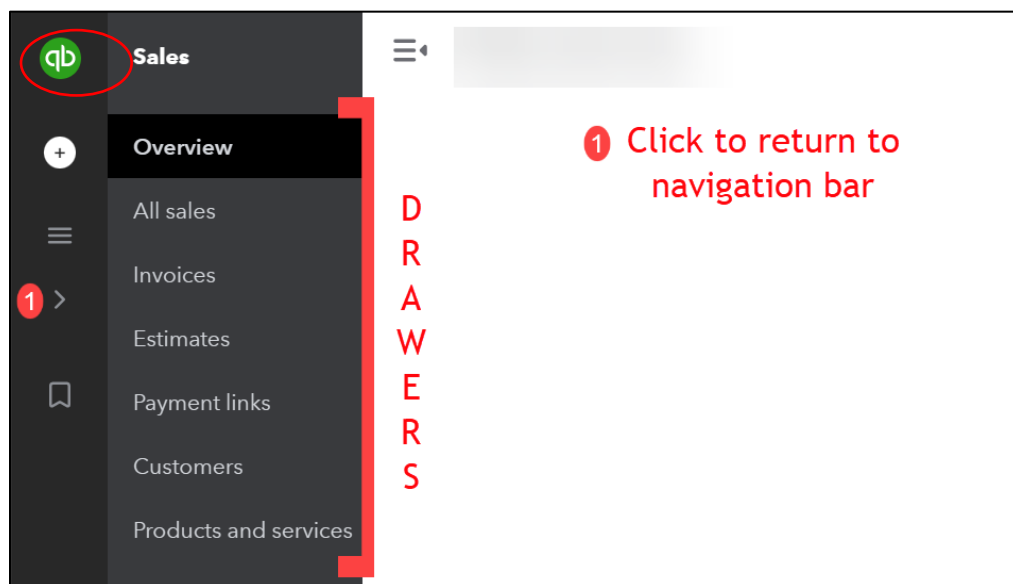 qb Sales
Overview
All sales
Invoices
1
Estimates
Payment links
Customers
Products and services
D
R
A
W
E
R
S
1 Click to return to
navigation bar